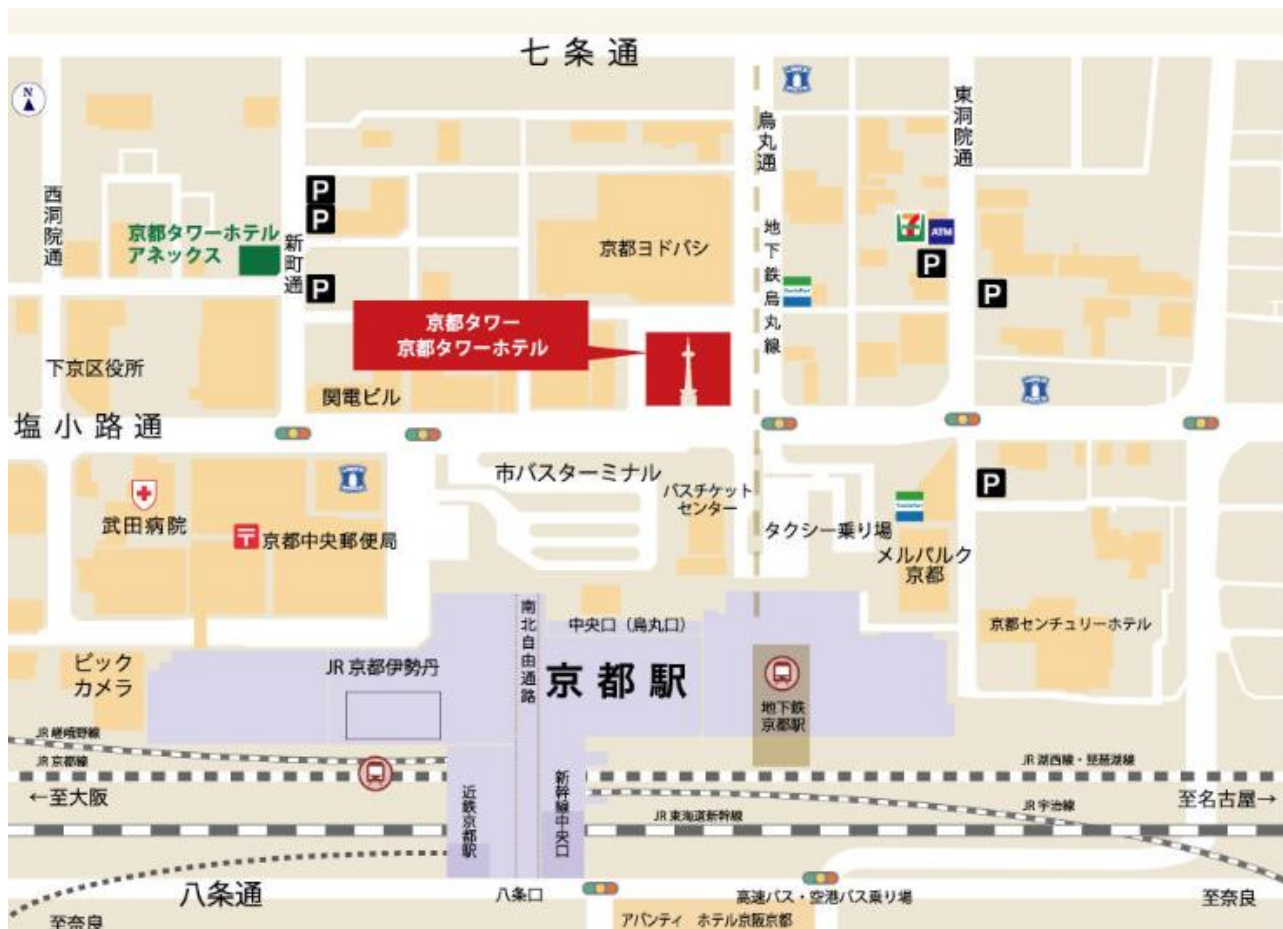 七条通
N
烏丸通
東洞院通
西洞院通
京都タワーホテル
アネックス
新町通
P
P
P
京都ヨドバシ
地下鉄烏丸線
7
ATM
P
P
FamilyMart
京都タワー
京都タワーホテル
下京区役所
関電ビル
塩小路通
市バスターミナル
バスチケット
センター
タクシー乗り場
P
武田病院
〒
京都中央郵便局
FamilyMart
メルパルク
京都
南北自由通路
中央口(烏丸口)
京都センチュリーホテル
ビック
カメラ
JR 京都伊勢丹
京都駅
地下鉄
京都駅
JR 嵯峨野線
JR 京都線
JR 湖西線・琵琶湖線
←至大阪
近鉄京都駅
新幹線中央口
JR 東海道新幹線
JR 宇治線
至名古屋→
八条通
八条口
高速バス・空港バス乗り場
至奈良
至奈良
アバンティ ホテル京阪京都